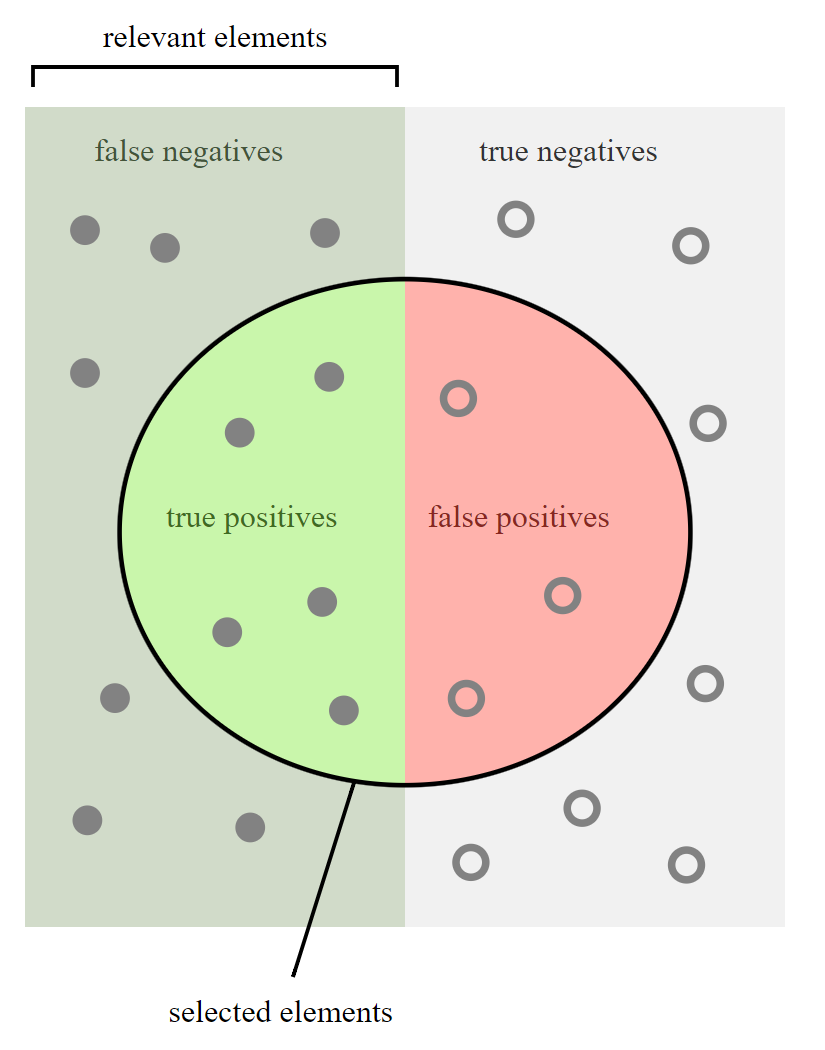 relevant elements
false negatives
true negatives
true positives
false positives
selected elements